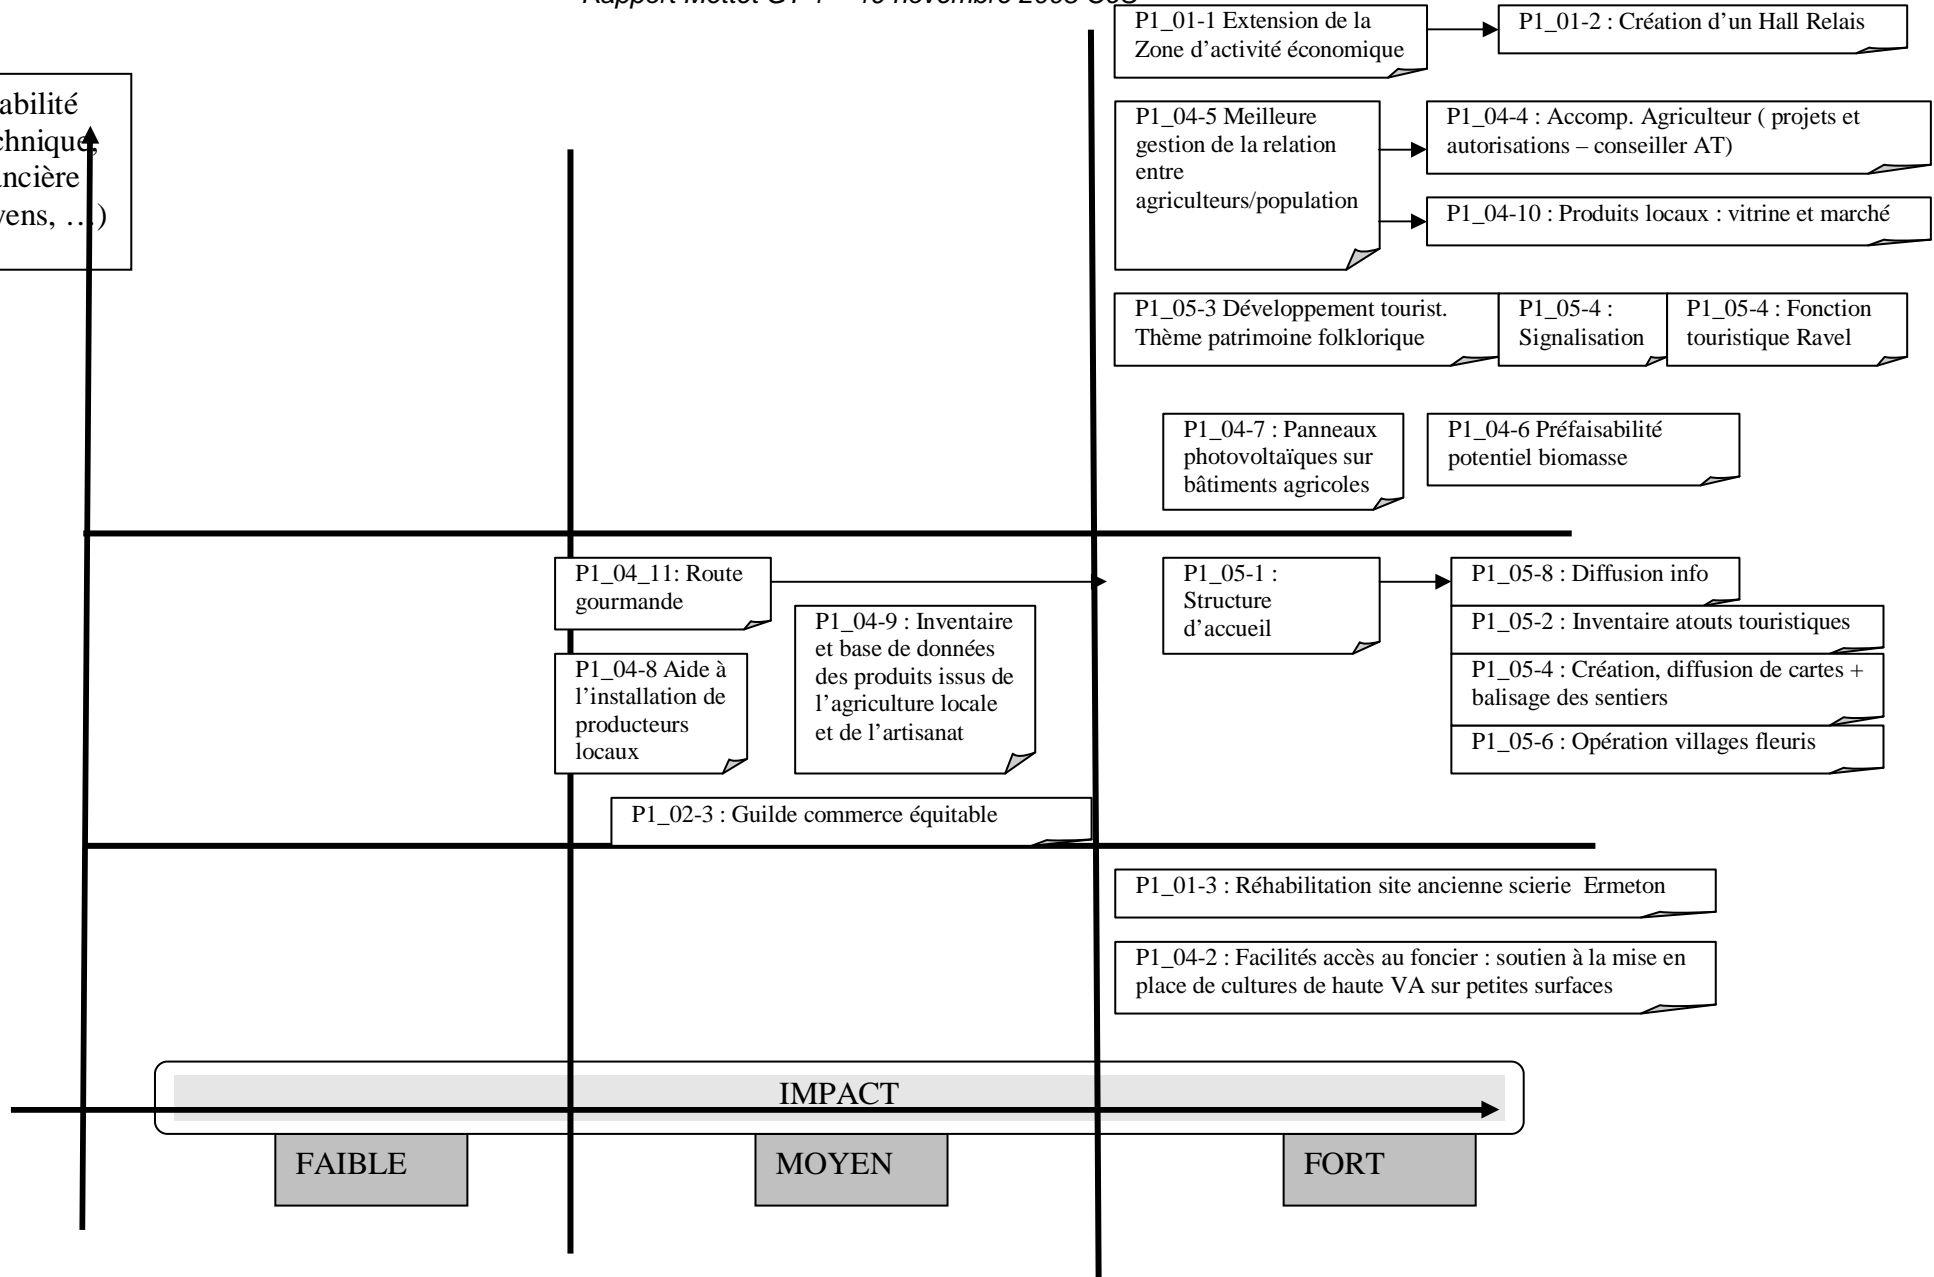 P1_01-1 Extension de la
Zone d’activité économique
P1_01-2 : Création d’un Hall Relais
P1_04-5 Meilleure
gestion de la relation
entre
agriculteurs/population
P1_04-4 : Accomp. Agriculteur ( projets et
autorisations – conseiller AT)
P1_04-10 : Produits locaux : vitrine et marché
P1_05-3 Développement tourist.
Thème patrimoine folklorique
P1_05-4 :
Signalisation
P1_05-4 : Fonction
touristique Ravel
P1_04-7 : Panneaux
photovoltaïques sur
bâtiments agricoles
P1_04-6 Préfaisabilité
potentiel biomasse
P1_04_11: Route
gourmande
P1_04-8 Aide à
l’installation de
producteurs
locaux
P1_04-9 : Inventaire
et base de données
des produits issus de
l’agriculture locale
et de l’artisanat
P1_05-1 :
Structure
d’accueil
P1_05-8 : Diffusion info
P1_05-2 : Inventaire atouts touristiques
P1_05-4 : Création, diffusion de cartes +
balisage des sentiers
P1_05-6 : Opération villages fleuris
P1_02-3 : Guilde commerce équitable
P1_01-3 : Réhabilitation site ancienne scierie Ermeton
P1_04-2 : Facilités accès au foncier : soutien à la mise en
place de cultures de haute VA sur petites surfaces
IMPACT
FAIBLE
MOYEN
FORT